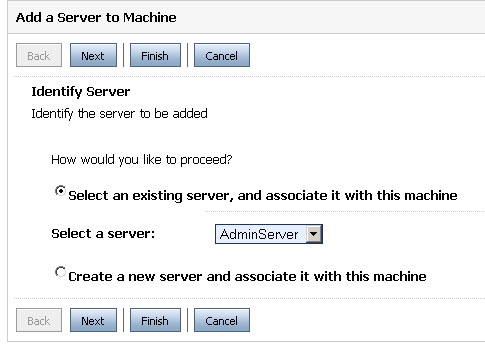 Add a Server to Machine
Back Next Finish Cancel
Identify Server
Identify the server to be added
How would you like to proceed?
Select an existing server, and associate it with this machine
Select a server: AdminServer
Create a new server and associate it with this machine
Back Next Finish Cancel